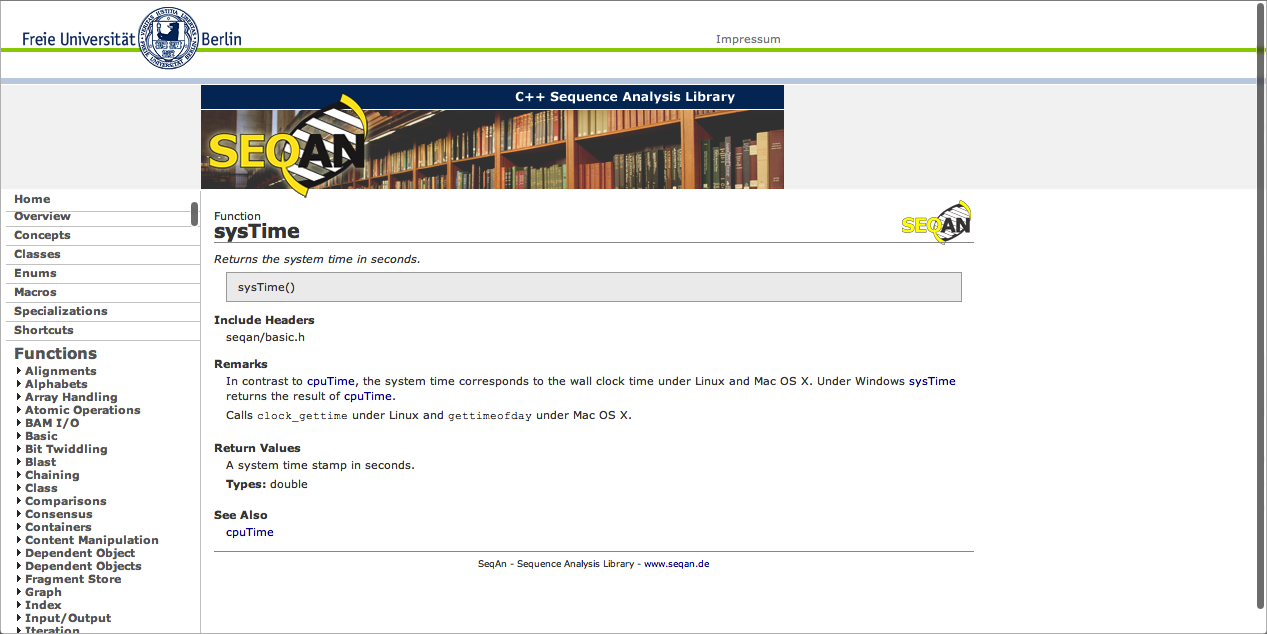 Freie Universität Berlin
Impressum
C++ Sequence Analysis Library
SEQAN
Home
Overview
Concepts
Classes
Enums
Macros
Specializations
Shortcuts
Functions
Alignments
Alphabets
Array Handling
Atomic Operations
BAM I/O
Basic
Bit Twiddling
Blast
Chaining
Class
Comparisons
Consensus
Containers
Content Manipulation
Dependent Object
Dependent Objects
Fragment Store
Graph
Index
Input/Output
Iteration
Function
sysTime
SEQAN
Returns the system time in seconds.
sysTime()
Include Headers
seqan/basic.h
Remarks
In contrast to cpuTime, the system time corresponds to the wall clock time under Linux and Mac OS X. Under Windows sysTime
returns the result of cpuTime.
Calls clock_gettime under Linux and gettimeofday under Mac OS X.
Return Values
A system time stamp in seconds.
Types: double
See Also
cpuTime
SeqAn - Sequence Analysis Library - www.seqan.de